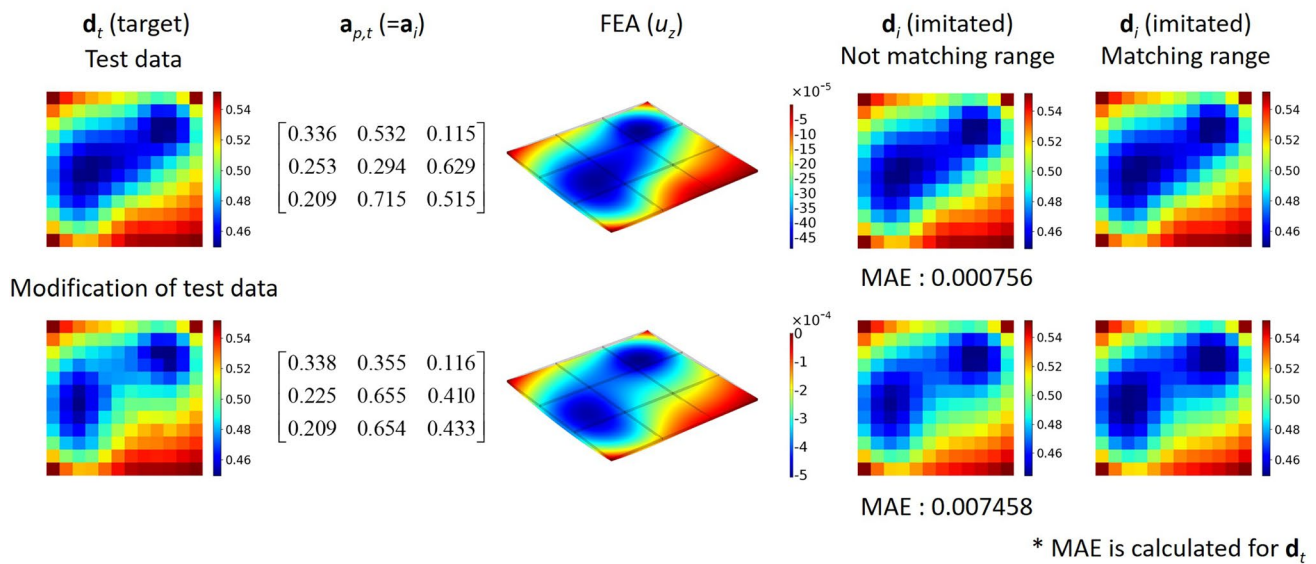 d_t (target)
Test data
a_p,t (=a_i)
FEA (u_z)
d_i (imitated)
Not matching range
d_i (imitated)
Matching range
0.54
0.52
0.50
0.48
0.46
0.336 0.532 0.115
0.253 0.294 0.629
0.209 0.715 0.515
×10⁻⁵
-5
-10
-15
-20
-25
-30
-35
-40
-45
0.54
0.52
0.50
0.48
0.46
0.54
0.52
0.50
0.48
0.46
MAE : 0.000756
Modification of test data
0.54
0.52
0.50
0.48
0.46
0.338 0.355 0.116
0.225 0.655 0.410
0.209 0.654 0.433
×10⁻⁴
0
-1
-2
-3
-4
-5
0.54
0.52
0.50
0.48
0.46
0.54
0.52
0.50
0.48
0.46
MAE : 0.007458
* MAE is calculated for d_t